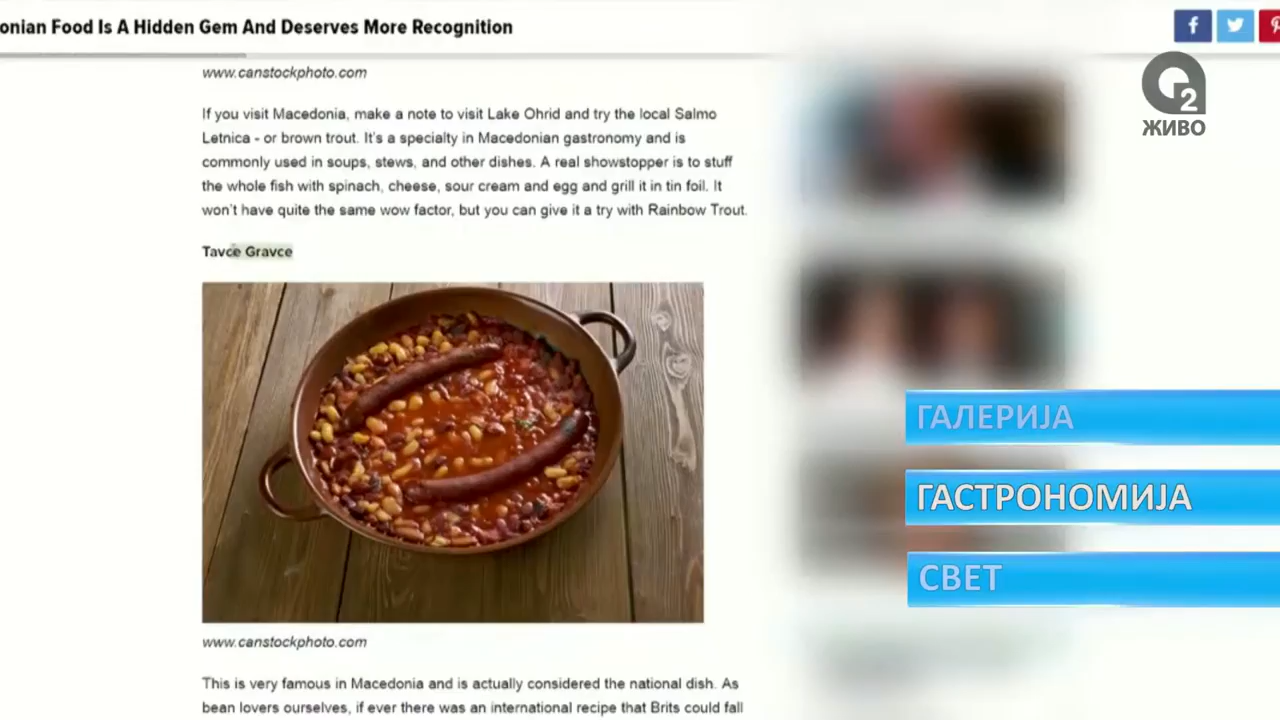 onian Food Is A Hidden Gem And Deserves More Recognition
www.canstockphoto.com
If you visit Macedonia, make a note to visit Lake Ohrid and try the local Salmo
Letnica - or brown trout. It's a specialty in Macedonian gastronomy and is
commonly used in soups, stews, and other dishes. A real showstopper is to stuff
the whole fish with spinach, cheese, sour cream and egg and grill it in tin foil. It
won't have quite the same wow factor, but you can give it a try with Rainbow Trout.
Tavce Gravce
www.canstockphoto.com
This is very famous in Macedonia and is actually considered the national dish. As
bean lovers ourselves, if ever there was an international recipe that Brits could fall
2
ЖИВО
ГАЛЕРИЈА
ГАСТРОНОМИЈА
СВЕТ